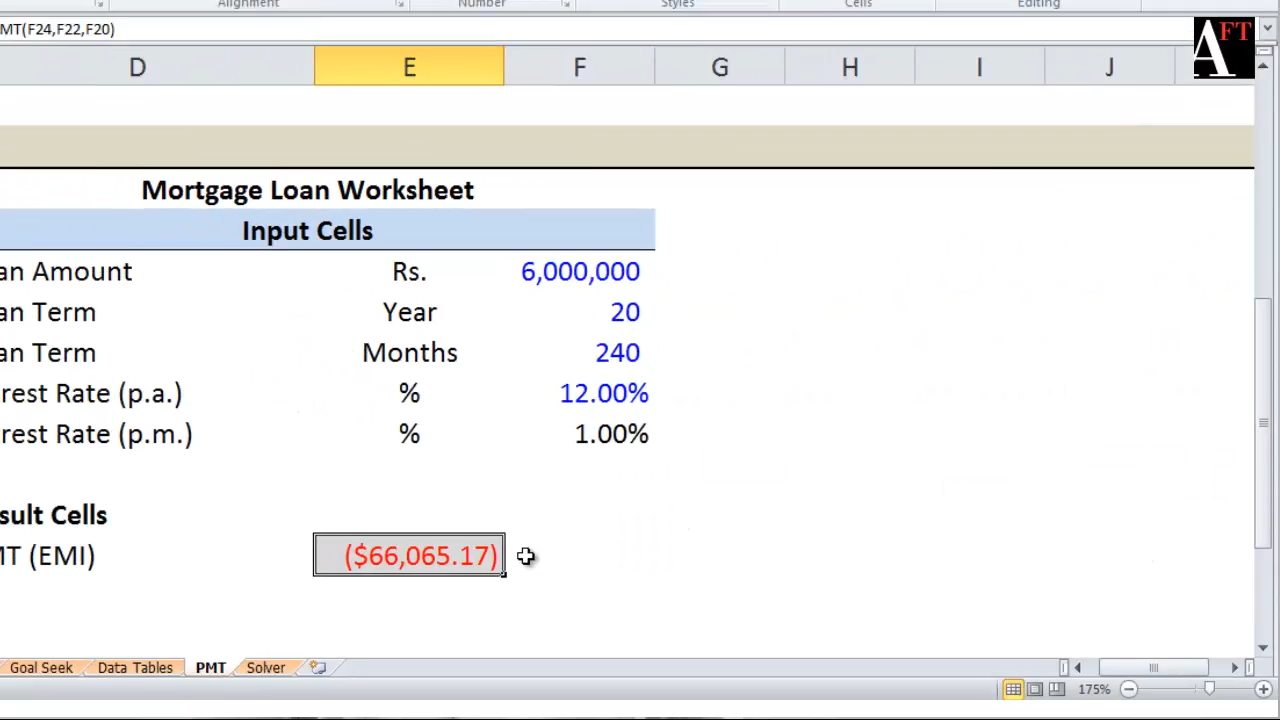 Alignment Number Styles Cells Editing
MT(F24,F22,F20)
AFT
D E F G H I J
Mortgage Loan Worksheet
Input Cells
an Amount Rs. 6,000,000
an Term Year 20
an Term Months 240
rest Rate (p.a.) % 12.00%
rest Rate (p.m.) % 1.00%
sult Cells
MT (EMI) ($66,065.17)
Goal Seek Data Tables PMT Solver
175%